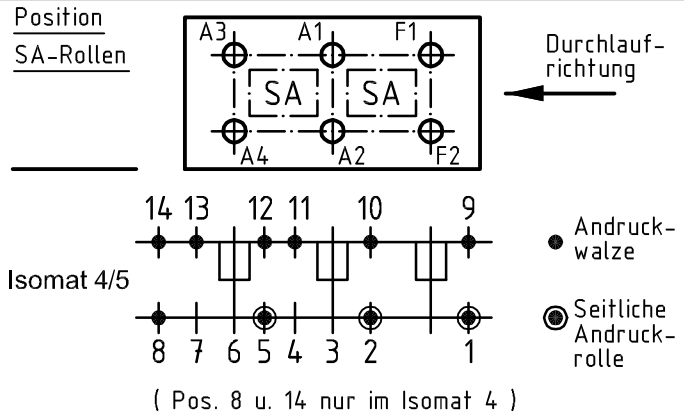 Position
SA-Rollen
A3 A1 F1
SA SA
A4 A2 F2
Durchlauf-
richtung
14 13 12 11 10 9
Isomat 4/5
8 7 6 5 4 3 2 1
Andruck-
walze
Seitliche
Andruck-
rolle
( Pos. 8 u. 14 nur im Isomat 4 )